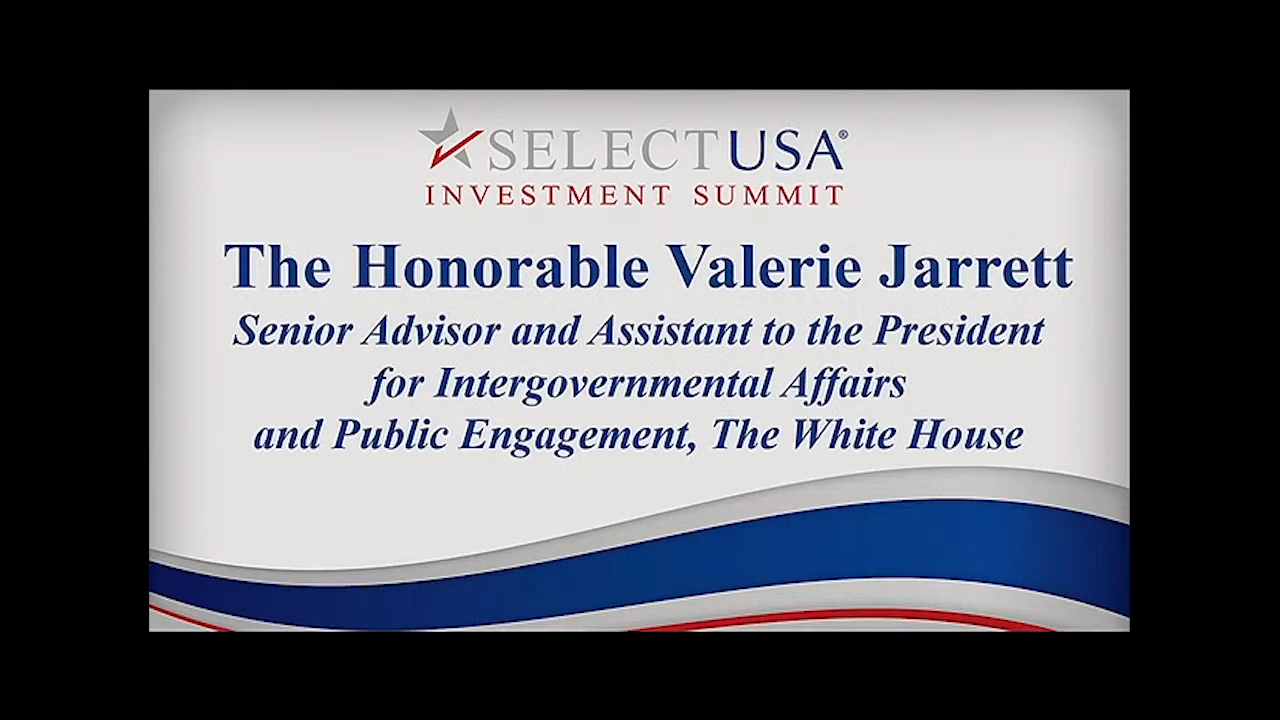 SELECTUSA®
INVESTMENT SUMMIT
The Honorable Valerie Jarrett
Senior Advisor and Assistant to the President
for Intergovernmental Affairs
and Public Engagement, The White House